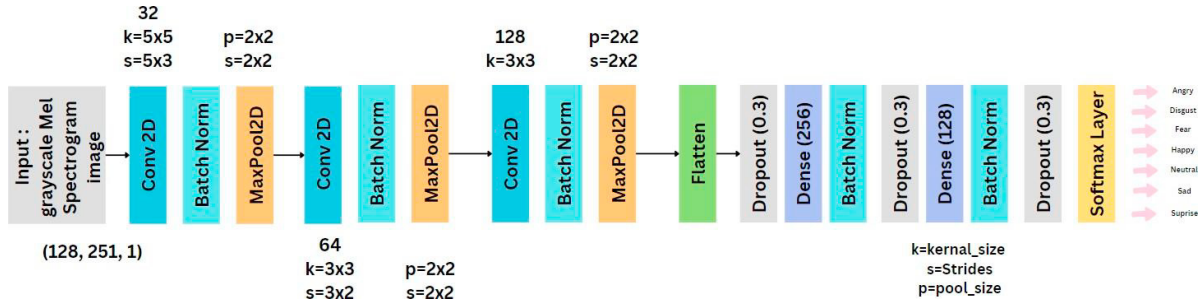 32
k=5x5
s=5x3
p=2x2
s=2x2
128
k=3x3
p=2x2
s=2x2
Input :
grayscale Mel
Spectrogram
image
Conv 2D
Batch Norm
MaxPool2D
Conv 2D
Batch Norm
MaxPool2D
Conv 2D
Batch Norm
MaxPool2D
Flatten
Dropout (0.3)
Dense (256)
Batch Norm
Dropout (0.3)
Dense (128)
Batch Norm
Dropout (0.3)
Softmax Layer
Angry
Disgust
Fear
Happy
Neutral
Sad
Suprise
(128, 251, 1)
64
k=3x3
s=3x2
p=2x2
s=2x2
k=kernal_size
s=Strides
p=pool_size